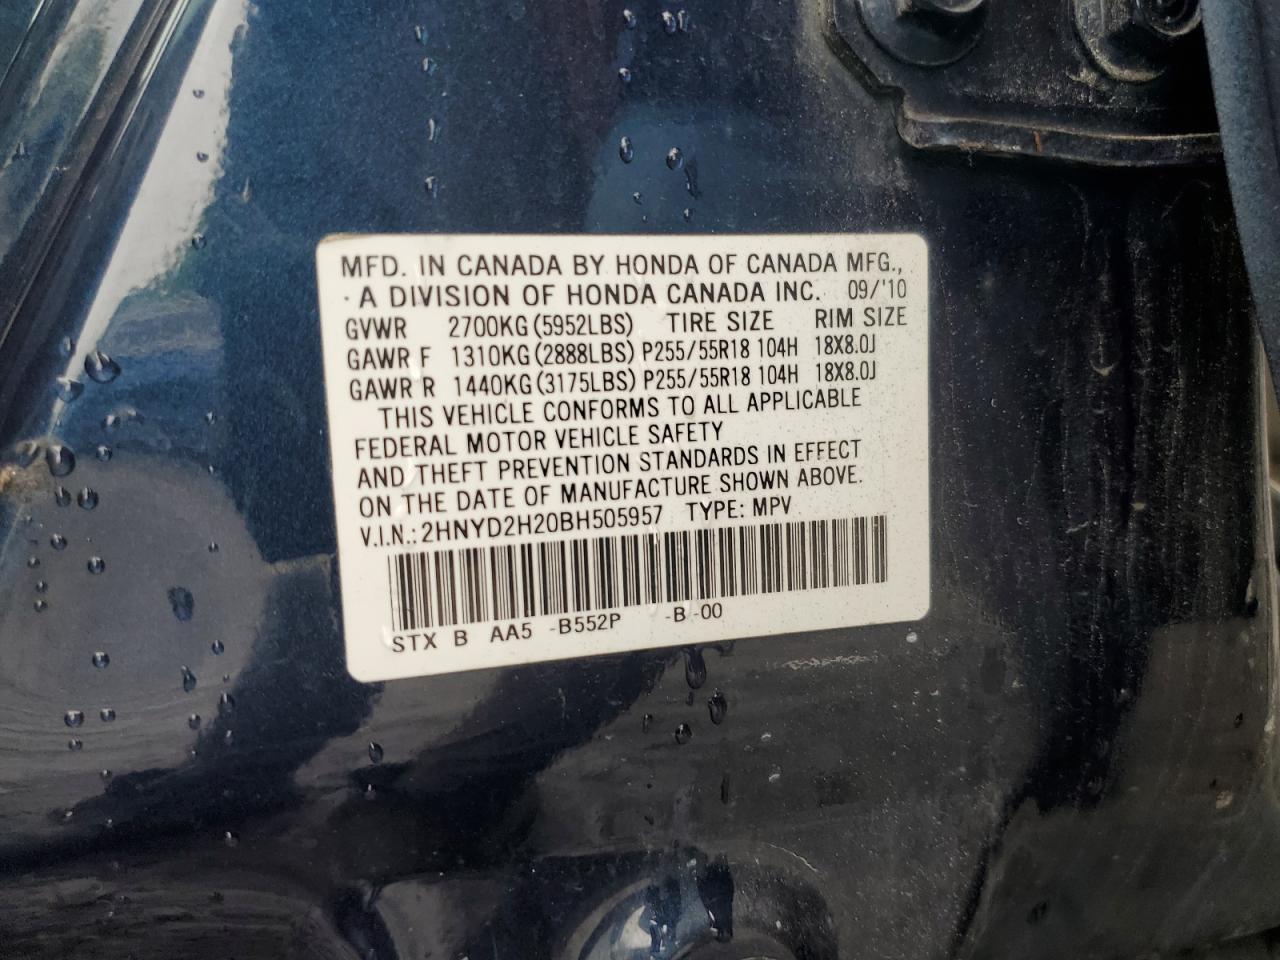 MFD. IN CANADA BY HONDA OF CANADA MFG.,
·A DIVISION OF HONDA CANADA INC. 09/'10
GVWR 2700KG(5952LBS) TIRE SIZE RIM SIZE
GAWR F 1310KG(2888LBS) P255/55R18 104H 18X8.0J
GAWR R 1440KG(3175LBS) P255/55R18 104H 18X8.0J
THIS VEHICLE CONFORMS TO ALL APPLICABLE
FEDERAL MOTOR VEHICLE SAFETY
AND THEFT PREVENTION STANDARDS IN EFFECT
ON THE DATE OF MANUFACTURE SHOWN ABOVE.
V.I.N.: 2HNYD2H20BH505957 TYPE: MPV
STX B AA5 -B552P -B -00